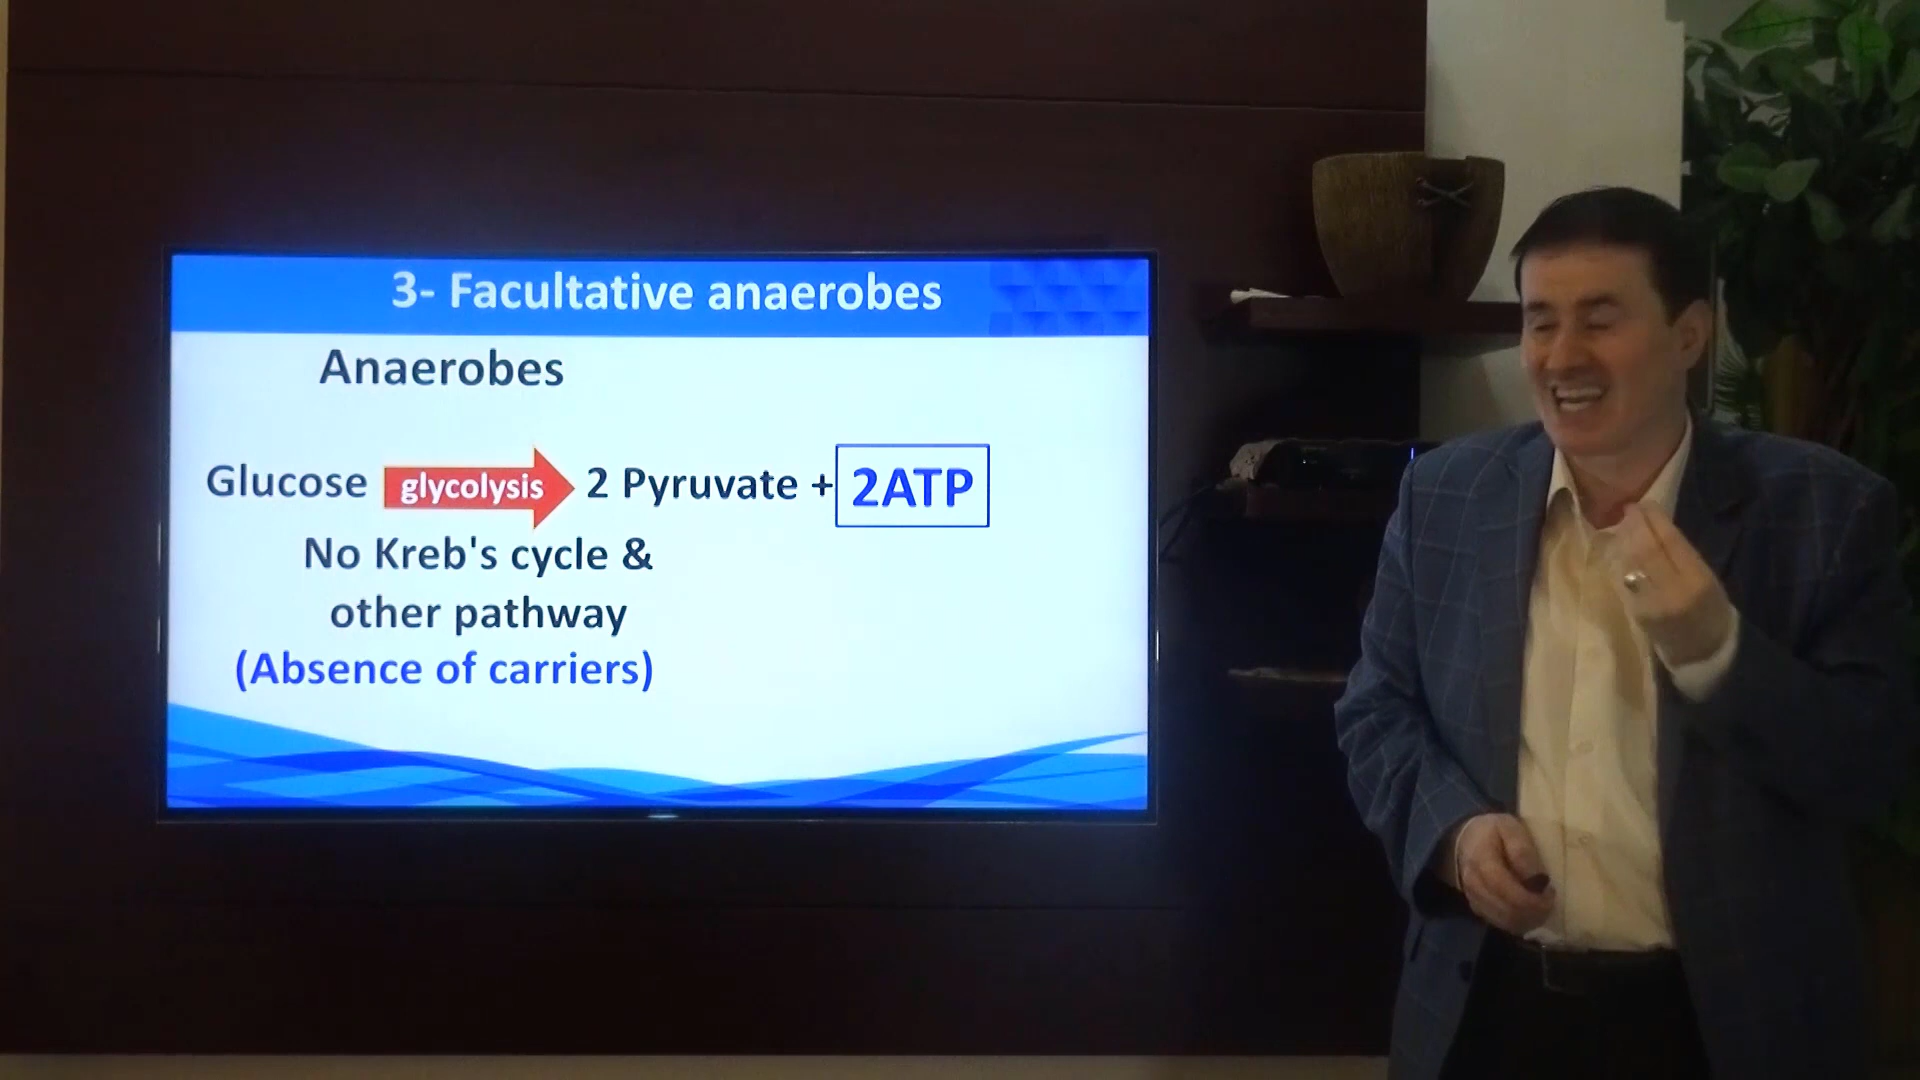 3- Facultative anaerobes
Anaerobes
Glucose glycolysis 2 Pyruvate + 2ATP
No Kreb's cycle &
other pathway
(Absence of carriers)